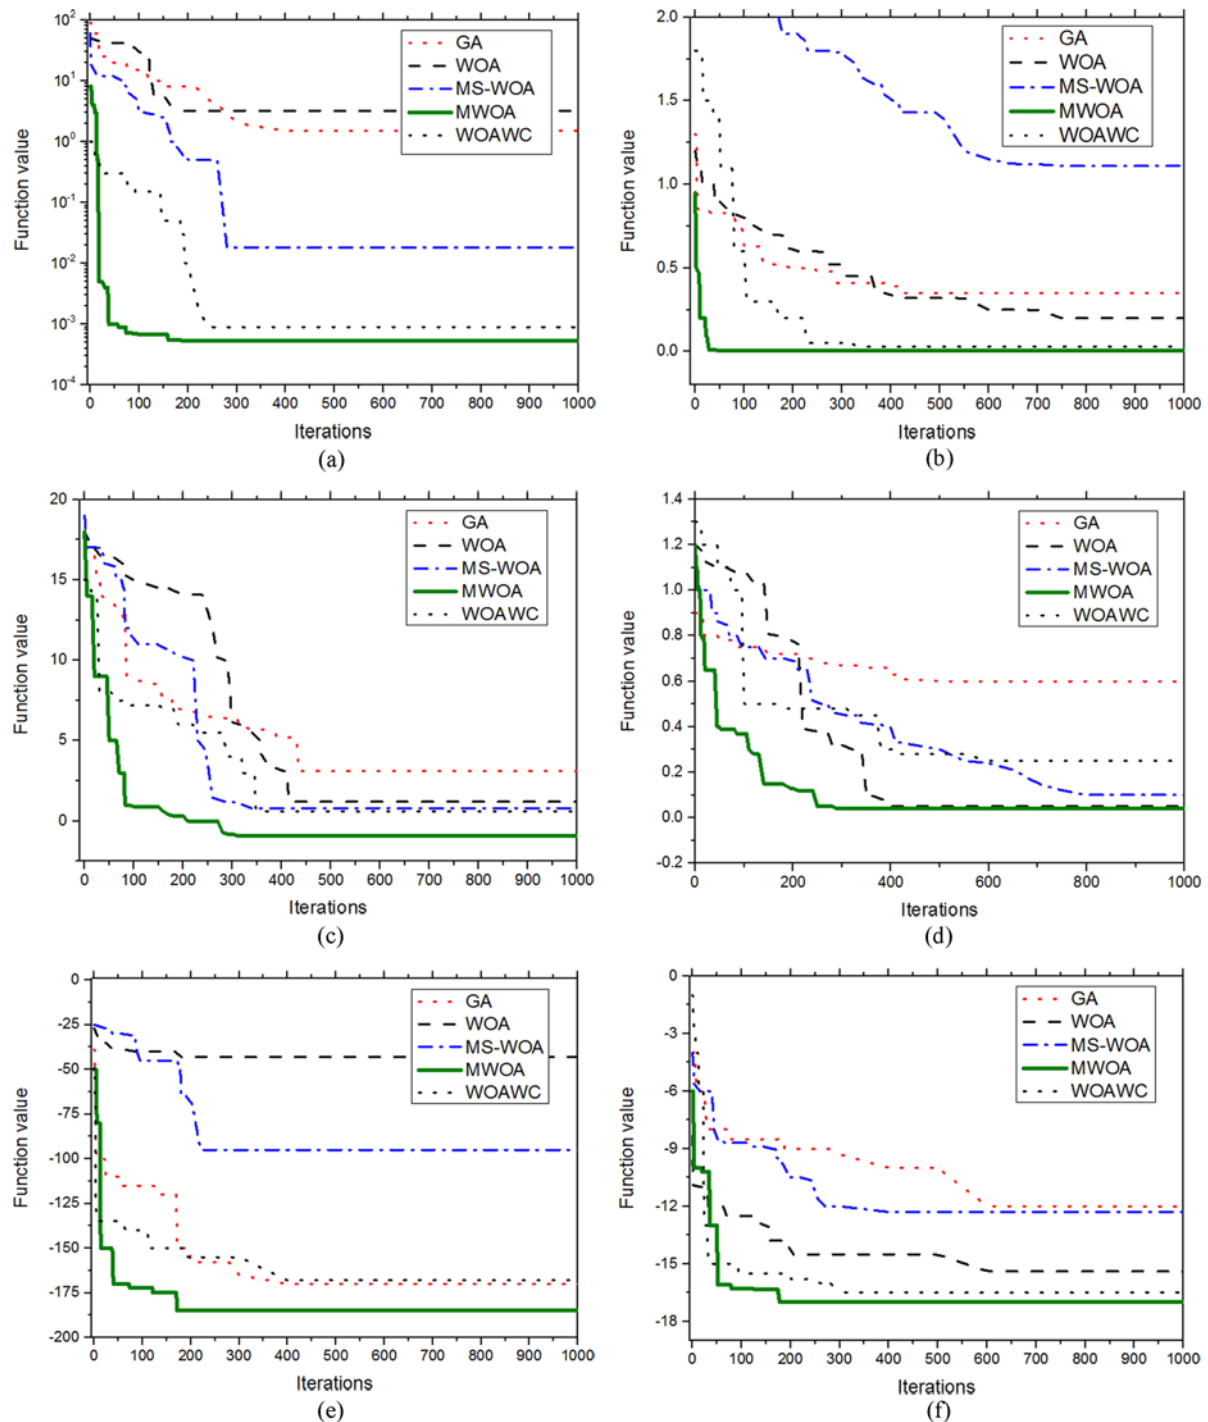 10^2
10^1
10^0
10^-1
10^-2
10^-3
10^-4
Function value
0 100 200 300 400 500 600 700 800 900 1000
Iterations
GA
WOA
MS-WOA
MWOA
WOAWC
(a)
2.0
1.5
1.0
0.5
0.0
Function value
0 100 200 300 400 500 600 700 800 900 1000
Iterations
GA
WOA
MS-WOA
MWOA
WOAWC
(b)
20
15
10
5
0
Function value
0 100 200 300 400 500 600 700 800 900 1000
Iterations
GA
WOA
MS-WOA
MWOA
WOAWC
(c)
1.4
1.2
1.0
0.8
0.6
0.4
0.2
0.0
-0.2
Function value
0 200 400 600 800 1000
Iterations
GA
WOA
MS-WOA
MWOA
WOAWC
(d)
0
-25
-50
-75
-100
-125
-150
-175
-200
Function value
0 100 200 300 400 500 600 700 800 900 1000
Iterations
GA
WOA
MS-WOA
MWOA
WOAWC
(e)
0
-3
-6
-9
-12
-15
-18
Function value
0 100 200 300 400 500 600 700 800 900 1000
Iterations
GA
WOA
MS-WOA
MWOA
WOAWC
(f)